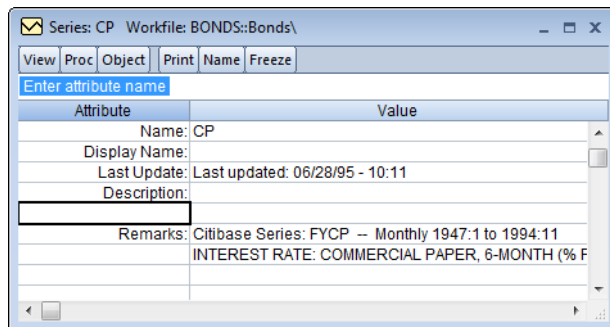 Series: CP Workfile: BONDS::Bonds\
View Proc Object Print Name Freeze
Enter attribute name
Attribute Value
Name: CP
Display Name:
Last Update: Last updated: 06/28/95 - 10:11
Description:
Remarks: Citibase Series: FYCP -- Monthly 1947:1 to 1994:11
INTEREST RATE: COMMERCIAL PAPER, 6-MONTH (%